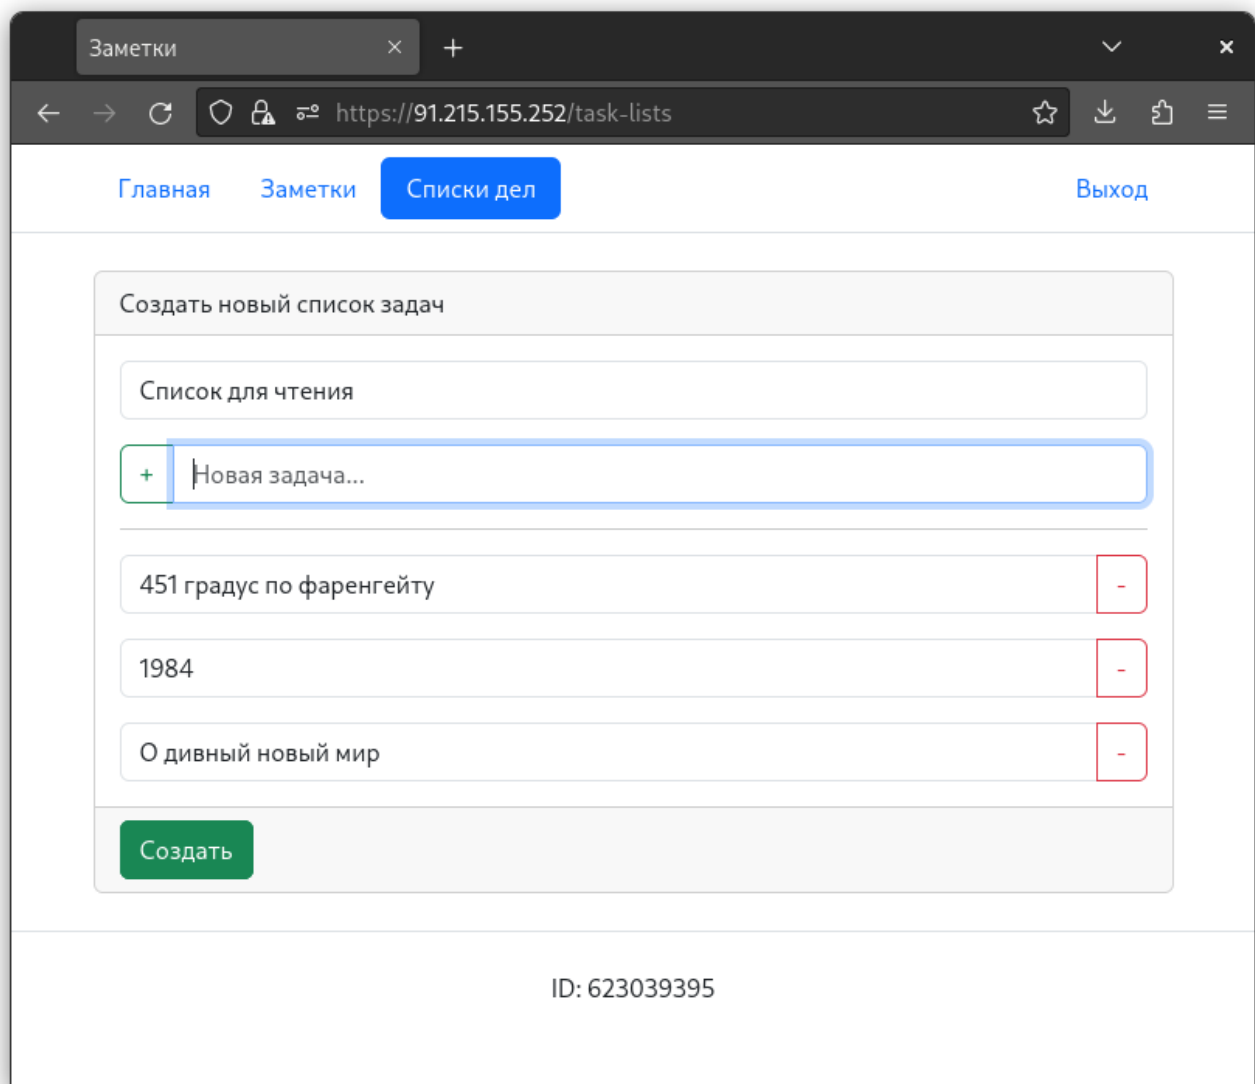 Заметки
https://91.215.155.252/task-lists
Главная Заметки Списки дел Выход
Создать новый список задач
Список для чтения
+ Новая задача...
451 градус по фаренгейту -
1984 -
О дивный новый мир -
Создать
ID: 623039395